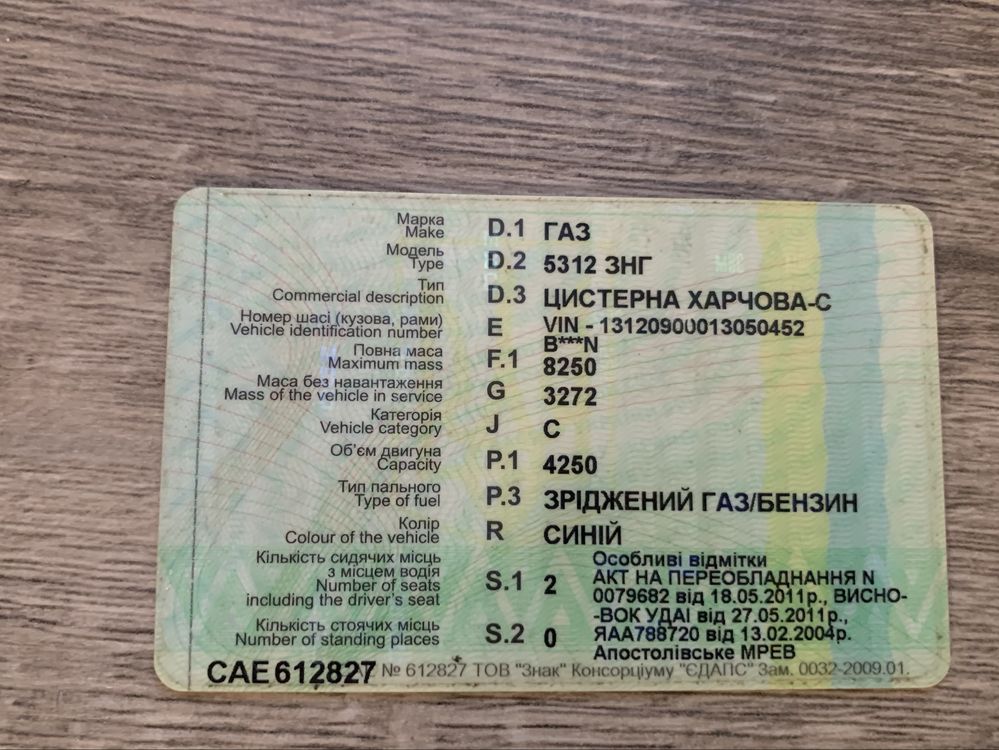 Марка
Make D.1 ГАЗ
Модель
Type D.2 5312 ЗНГ
Тип
Commercial description D.3 ЦИСТЕРНА ХАРЧОВА-С
Номер шасі (кузова, рами)
Vehicle identification number E VIN - 13120900013050452
B***N
Повна маса
Maximum mass F.1 8250
Маса без навантаження
Mass of the vehicle in service G 3272
Категорія
Vehicle category J C
Об'єм двигуна
Capacity P.1 4250
Тип пального
Type of fuel P.3 ЗРІДЖЕНИЙ ГАЗ/БЕНЗИН
Колір
Colour of the vehicle R СИНІЙ
Кількість сидячих місць
з місцем водія
Number of seats
including the driver's seat S.1 2
Кількість стоячих місць
Number of standing places S.2 0
Особливі відмітки
АКТ НА ПЕРЕОБЛАДНАННЯ N
0079682 від 18.05.2011р., ВИСНО-
-ВОК УДАІ від 27.05.2011р.,
ЯАА788720 від 13.02.2004р.
Апостолівське МРЕВ
CAE 612827 № 612827 ТОВ "Знак" Консорціуму "ЄДАПС" Зам. 0032-2009.01.